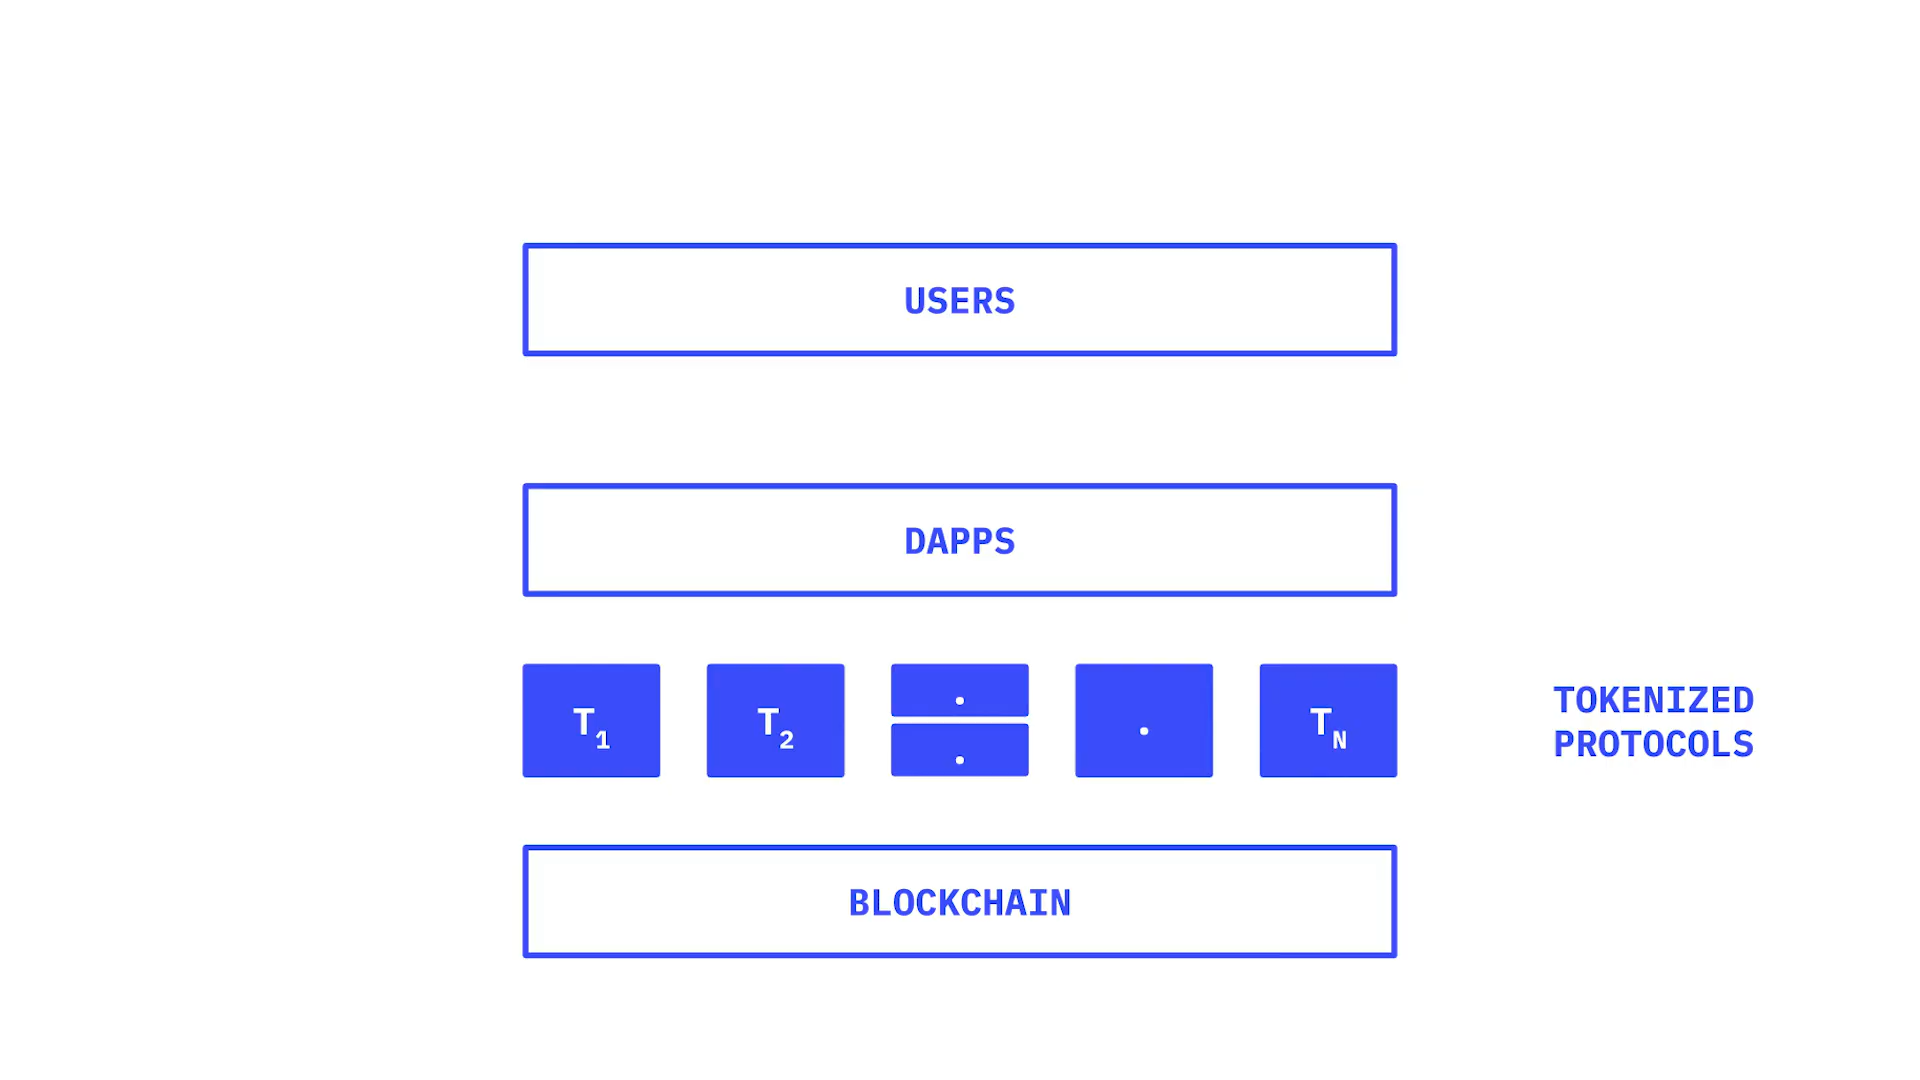 USERS
DAPPS
T1 T2 . . TN
.
TOKENIZED
PROTOCOLS
BLOCKCHAIN